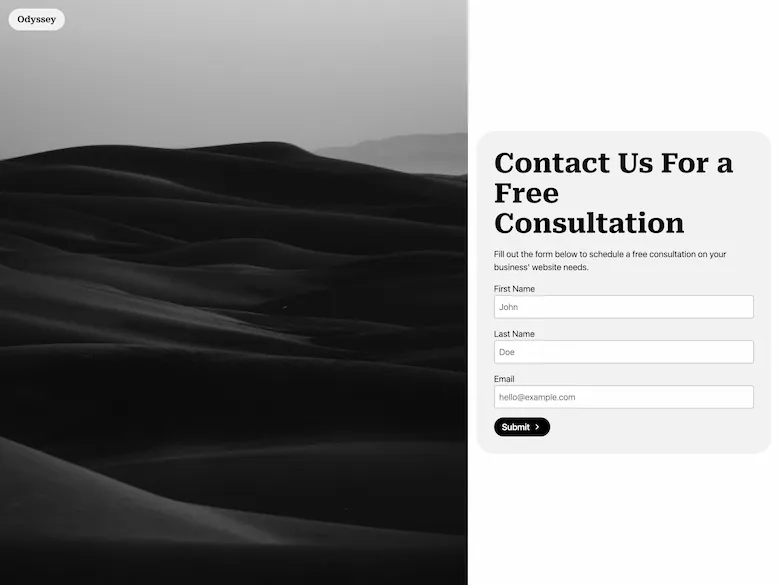 Odyssey
Contact Us For a
Free
Consultation
Fill out the form below to schedule a free consultation on your
business' website needs.
First Name
John
Last Name
Doe
Email
hello@example.com
Submit